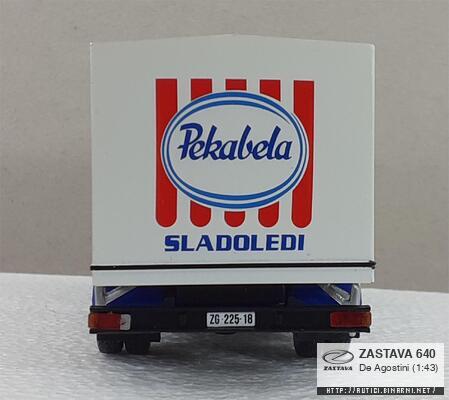 Pekabela
SLADOLEDI
ZG-225-18
ZASTAVA 640
ZASTAVA
De Agostini (1:43)
HTTP://AUTICI.BINARNI.NET/